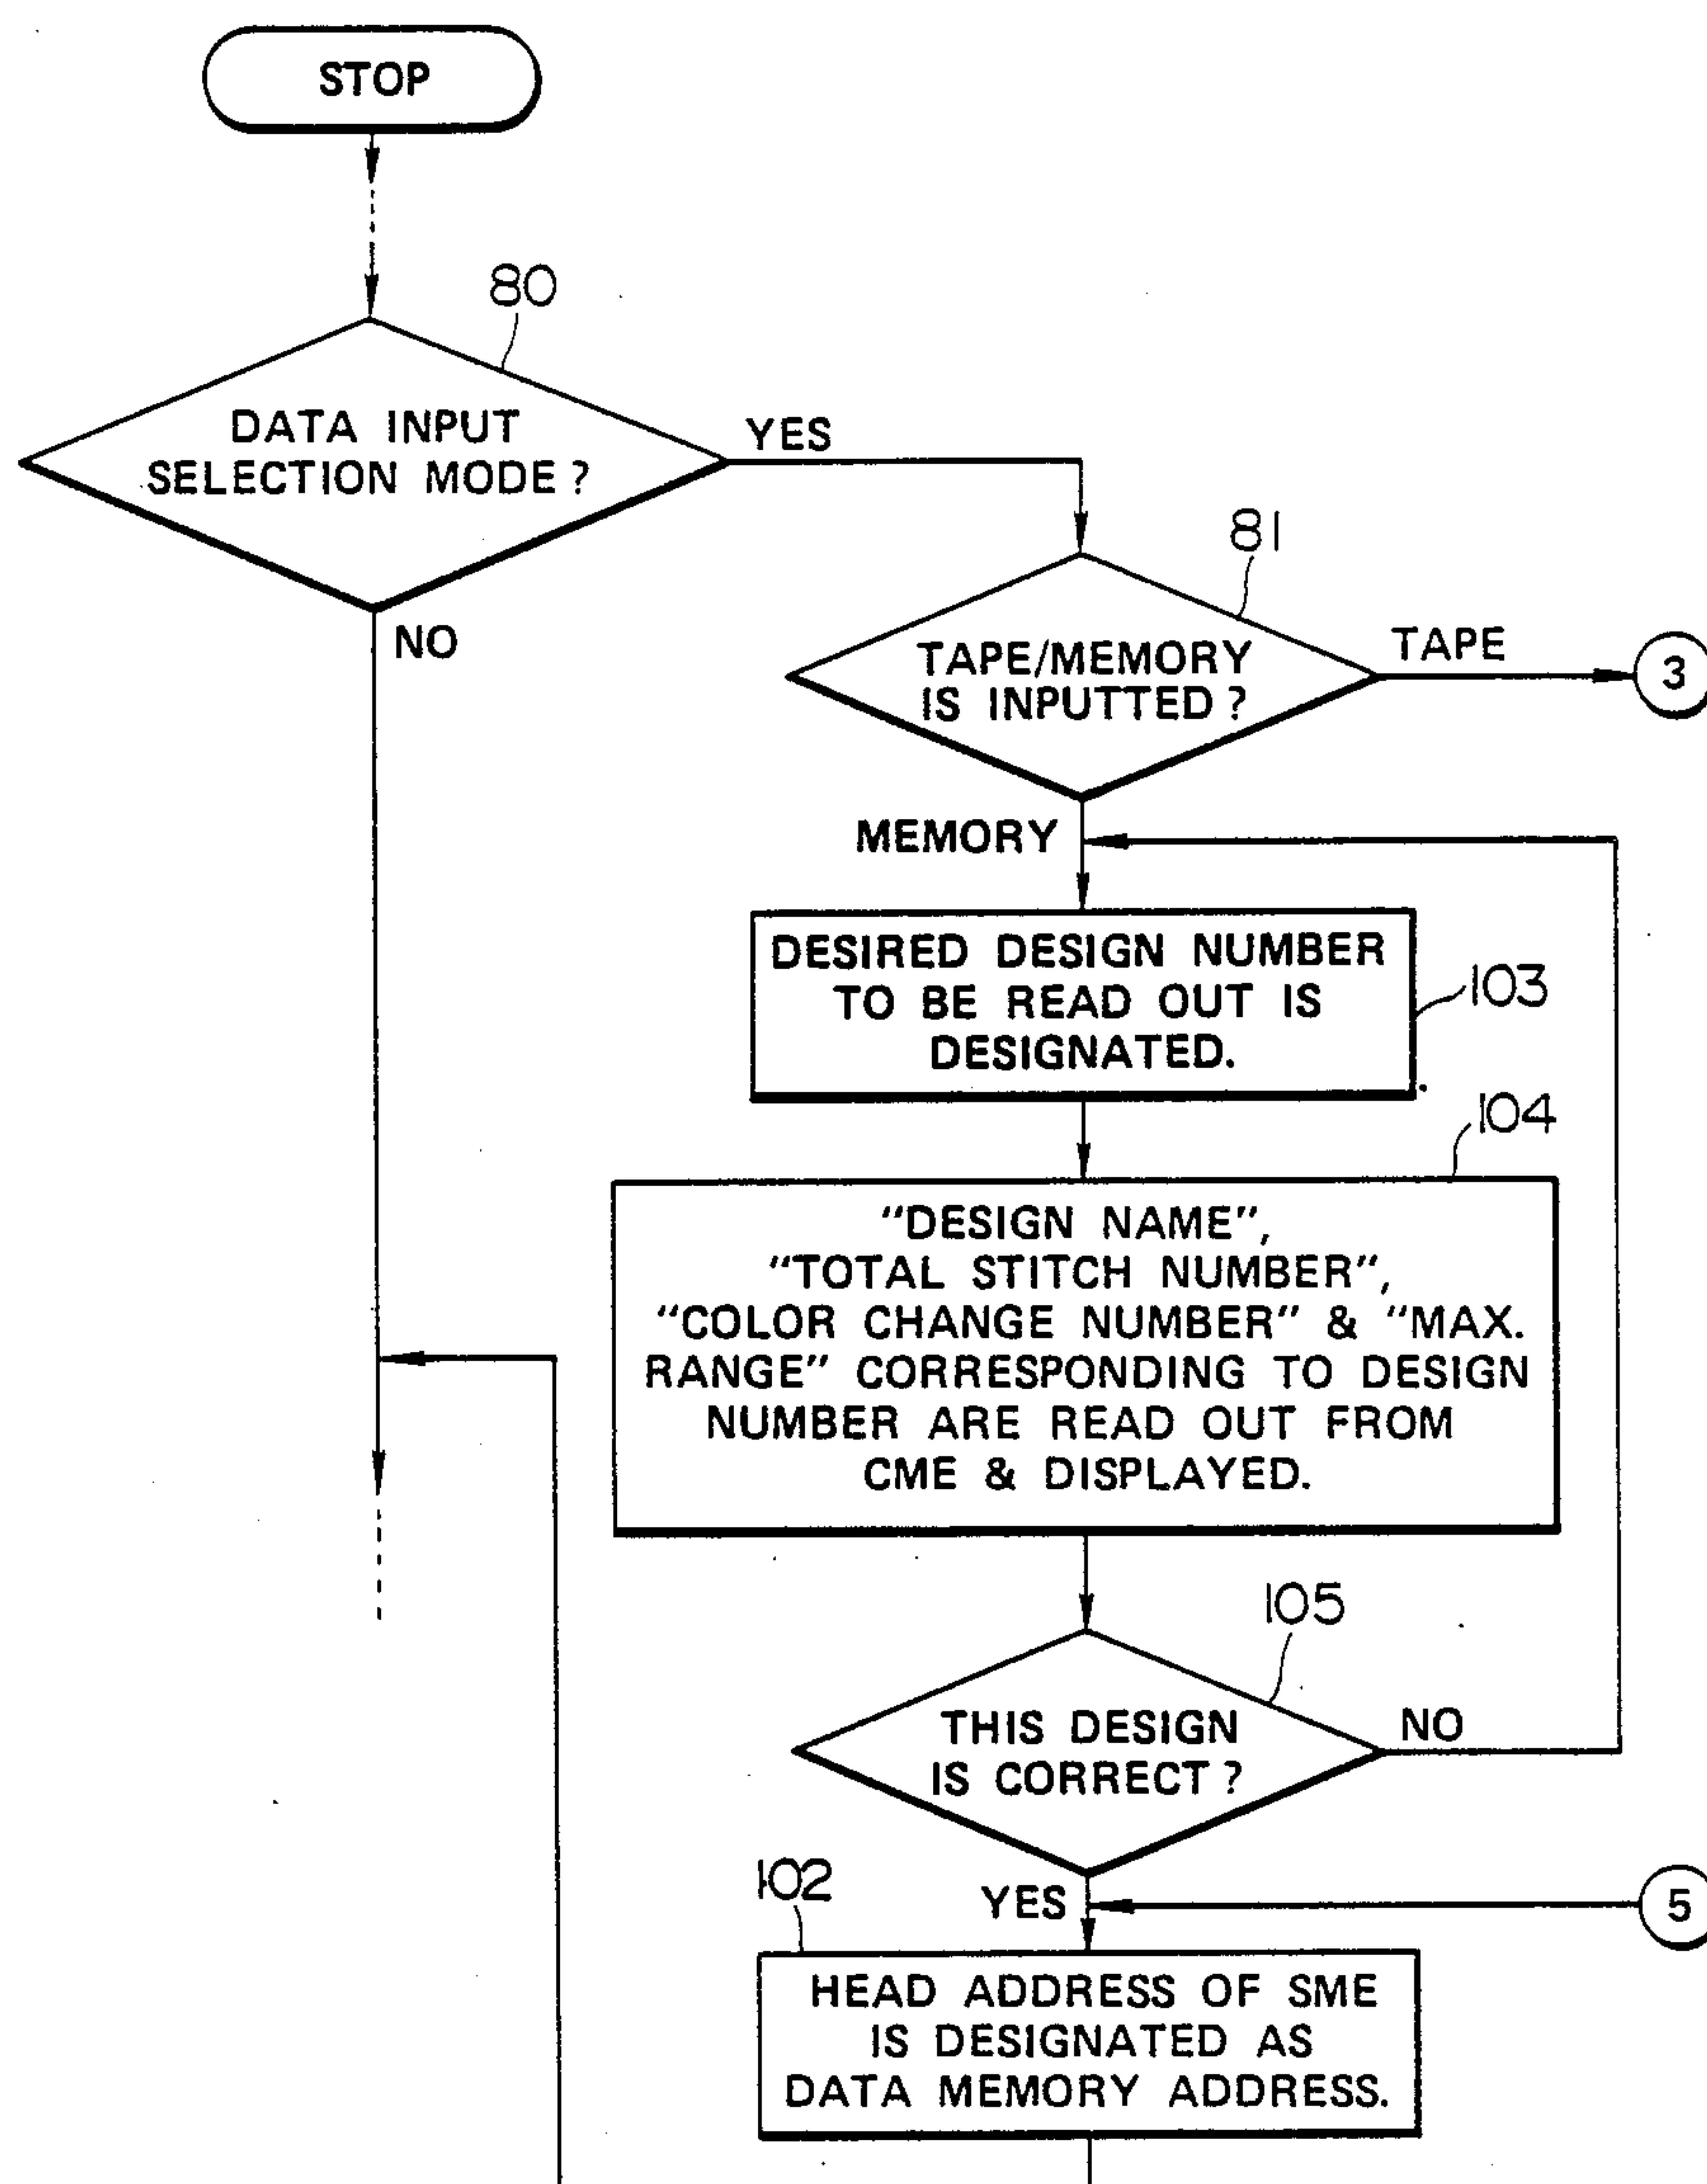 STOP
80
DATA INPUT
SELECTION MODE?
YES
NO
81
TAPE/MEMORY
IS INPUTTED?
TAPE
3
MEMORY
DESIRED DESIGN NUMBER
TO BE READ OUT IS
DESIGNATED.
103
104
"DESIGN NAME",
"TOTAL STITCH NUMBER",
"COLOR CHANGE NUMBER" & "MAX.
RANGE" CORRESPONDING TO DESIGN
NUMBER ARE READ OUT FROM
CME & DISPLAYED.
105
THIS DESIGN
IS CORRECT?
NO
102
YES
5
HEAD ADDRESS OF SME
IS DESIGNATED AS
DATA MEMORY ADDRESS.